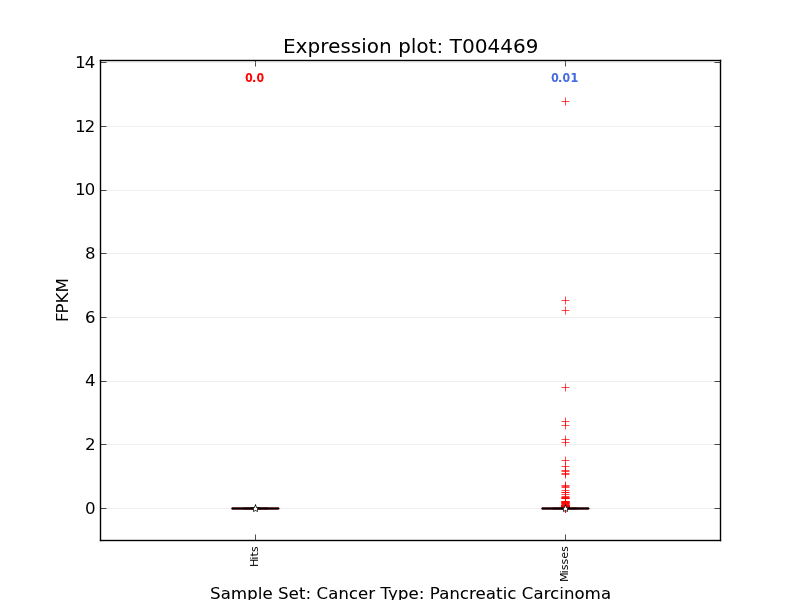 Expression plot: T004469
0.0
0.01
14
12
10
8
6
4
2
0
FPKM
Hits
Misses
Sample Set: Cancer Type: Pancreatic Carcinoma